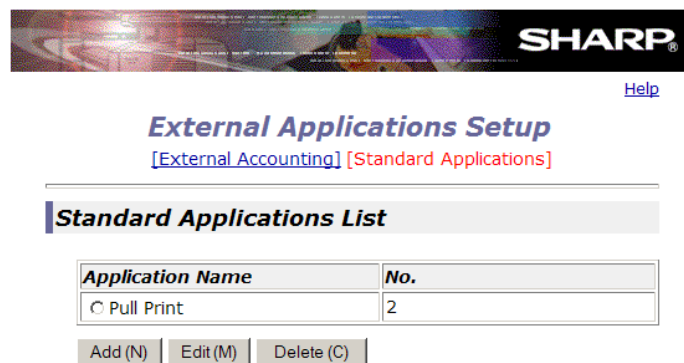 SHARP®
Help
External Applications Setup
[External Accounting] [Standard Applications]
Standard Applications List
Application Name No.
Pull Print 2
Add (N) Edit (M) Delete (C)